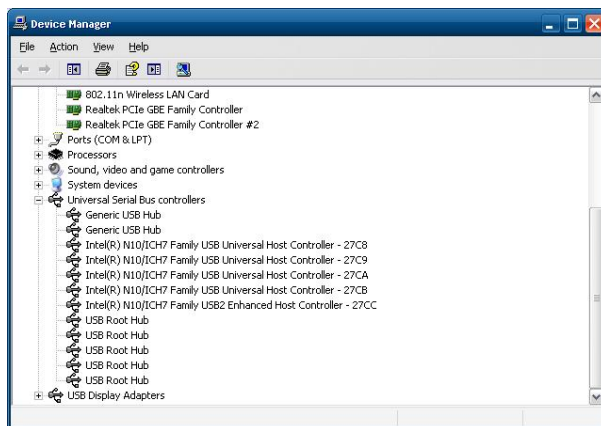 Device Manager
File Action View Help
802.11n Wireless LAN Card
Realtek PCIe GBE Family Controller
Realtek PCIe GBE Family Controller #2
Ports (COM & LPT)
Processors
Sound, video and game controllers
System devices
Universal Serial Bus controllers
Generic USB Hub
Generic USB Hub
Intel(R) N10/ICH7 Family USB Universal Host Controller - 27C8
Intel(R) N10/ICH7 Family USB Universal Host Controller - 27C9
Intel(R) N10/ICH7 Family USB Universal Host Controller - 27CA
Intel(R) N10/ICH7 Family USB Universal Host Controller - 27CB
Intel(R) N10/ICH7 Family USB2 Enhanced Host Controller - 27CC
USB Root Hub
USB Root Hub
USB Root Hub
USB Root Hub
USB Root Hub
USB Display Adapters